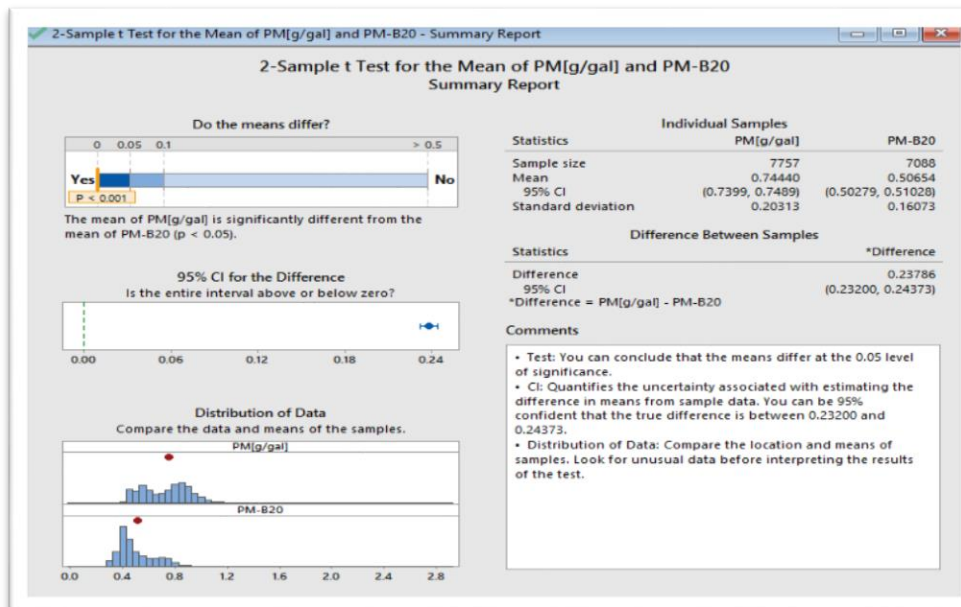 2-Sample t Test for the Mean of PM[g/gal] and PM-B20 - Summary Report
2-Sample t Test for the Mean of PM[g/gal] and PM-B20
Summary Report
Do the means differ?
0 0.05 0.1 > 0.5
Yes No
P < 0.001
The mean of PM[g/gal] is significantly different from the
mean of PM-B20 (p < 0.05).
95% CI for the Difference
Is the entire interval above or below zero?
0.00 0.06 0.12 0.18 0.24
Distribution of Data
Compare the data and means of the samples.
PM[g/gal]
PM-B20
0.0 0.4 0.8 1.2 1.6 2.0 2.4 2.8
Individual Samples
Statistics PM[g/gal] PM-B20
Sample size 7757 7088
Mean 0.74440 0.50654
95% CI (0.7399, 0.7489) (0.50279, 0.51028)
Standard deviation 0.20313 0.16073
Difference Between Samples
Statistics *Difference
Difference 0.23786
95% CI (0.23200, 0.24373)
*Difference = PM[g/gal] - PM-B20
Comments
• Test: You can conclude that the means differ at the 0.05 level
of significance.
• CI: Quantifies the uncertainty associated with estimating the
difference in means from sample data. You can be 95%
confident that the true difference is between 0.23200 and
0.24373.
• Distribution of Data: Compare the location and means of
samples. Look for unusual data before interpreting the results
of the test.